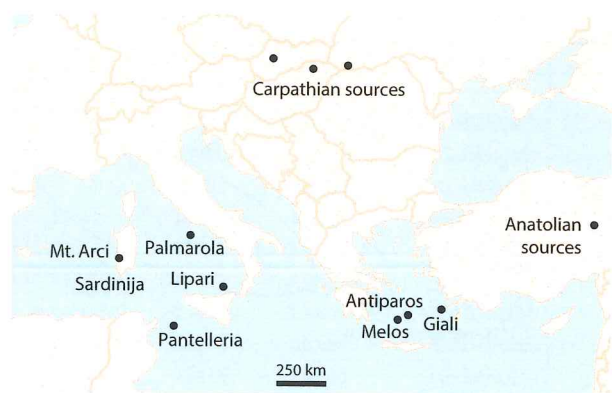 Carpathian sources
Anatolian
sources
Mt. Arci
Palmarola
Sardinija
Lipari
Antiparos
Melos
Giali
Pantelleria
250 km